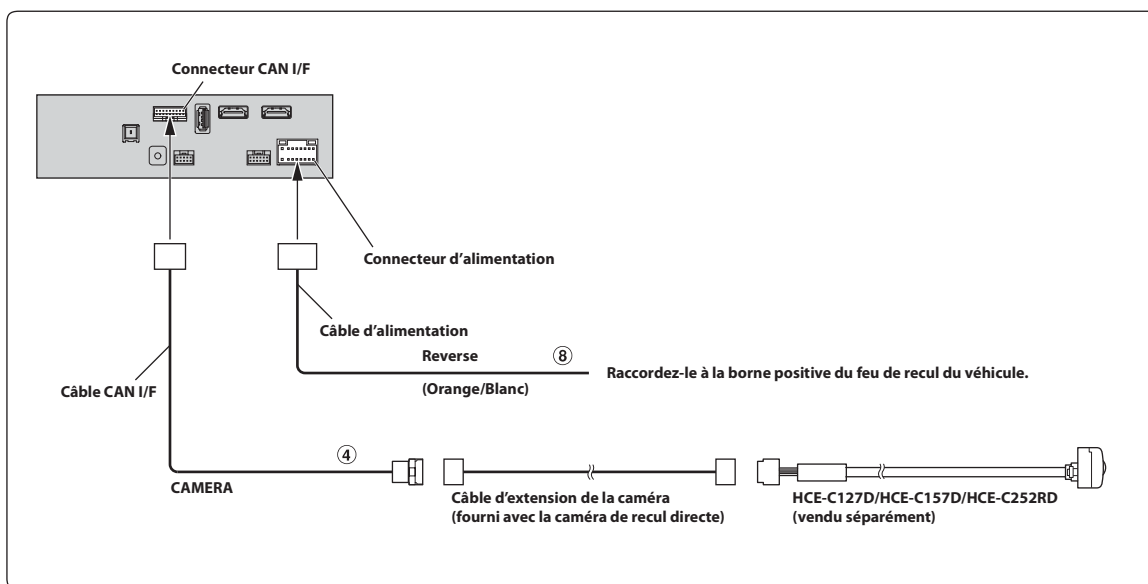 Connecteur CAN I/F
Connecteur d'alimentation
Câble d'alimentation
Reverse
⑧
Raccordez-le à la borne positive du feu de recul du véhicule.
(Orange/Blanc)
Câble CAN I/F
④
CAMERA
Câble d'extension de la caméra
(fourni avec la caméra de recul directe)
HCE-C127D/HCE-C157D/HCE-C252RD
(vendu séparément)